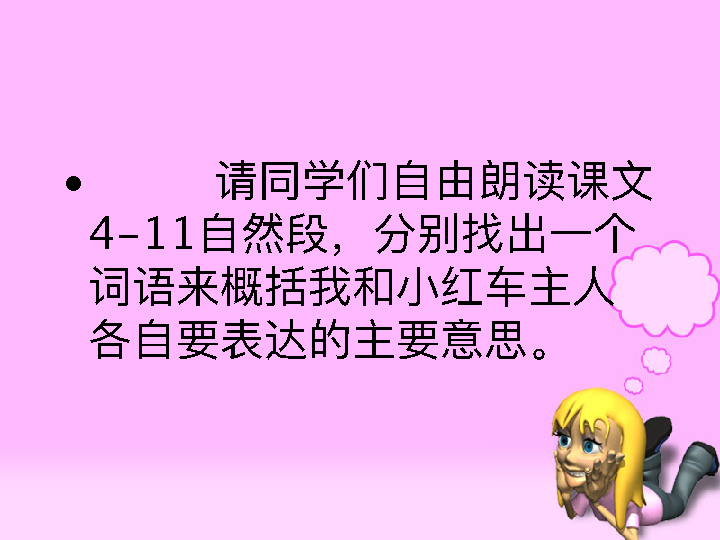 • 请同学们自由朗读课文
4-11自然段，分别找出一个
词语来概括我和小红车主人
各自要表达的主要意思。